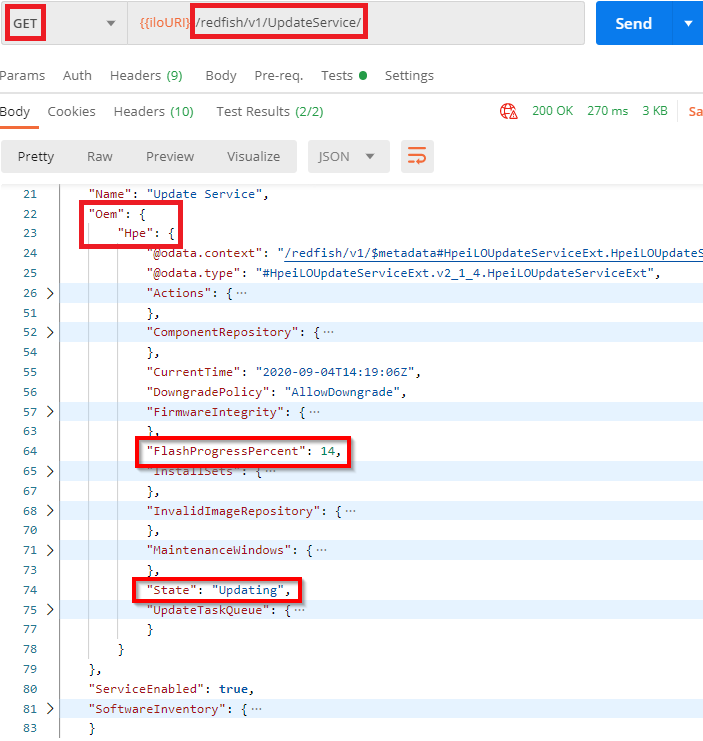 GET {{iloURI}}/redfish/v1/UpdateService/ Send
Params Auth Headers (9) Body Pre-req. Tests Settings
Body Cookies Headers (10) Test Results (2/2) 200 OK 270 ms 3 KB Sa
Pretty Raw Preview Visualize JSON
21 "Name": "Update Service",
22 "Oem": {
23 "Hpe": {
24 "@odata.context": "/redfish/v1/$metadata#HpeiLOUpdateServiceExt.HpeiLOUpdateS
25 "@odata.type": "#HpeiLOUpdateServiceExt.v2_1_4.HpeiLOUpdateServiceExt",
26 "Actions": {…
51 },
52 "ComponentRepository": {…
54 },
55 "CurrentTime": "2020-09-04T14:19:06Z",
56 "DowngradePolicy": "AllowDowngrade",
57 "FirmwareIntegrity": {…
63 },
64 "FlashProgressPercent": 14,
65 "InstallSets": {…
67 },
68 "InvalidImageRepository": {…
70 },
71 "MaintenanceWindows": {…
73 },
74 "State": "Updating",
75 "UpdateTaskQueue": {…
77 }
78 }
79 },
80 "ServiceEnabled": true,
81 "SoftwareInventory": {…
83 }